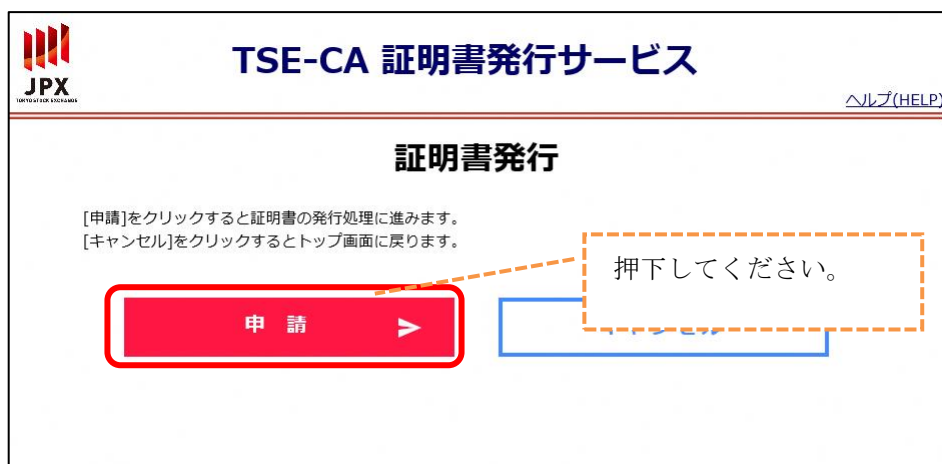 JPX
TOKYO STOCK EXCHANGE
TSE-CA 証明書発行サービス
ヘルプ(HELP)
証明書発行
[申請]をクリックすると証明書の発行処理に進みます。
[キャンセル]をクリックするとトップ画面に戻ります。
押下してください。
申 請